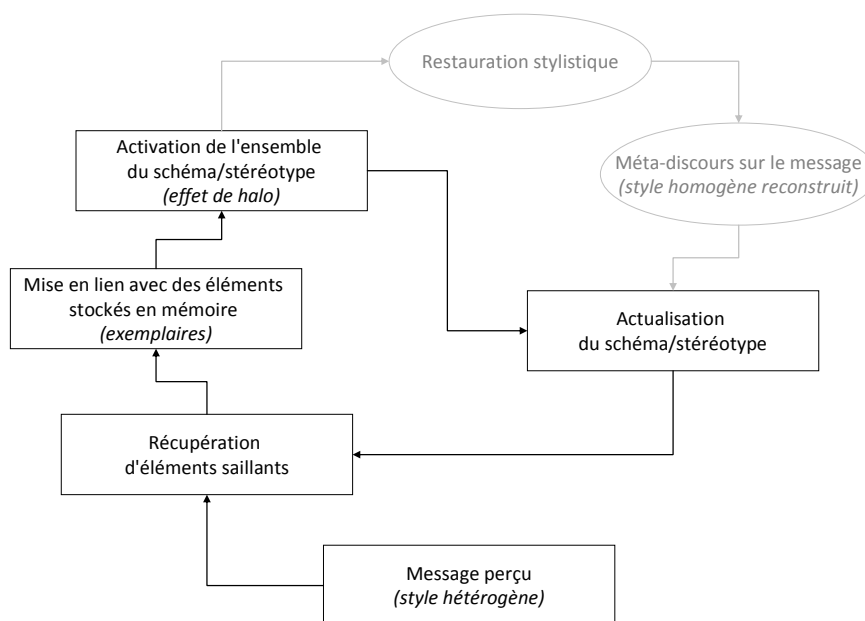 Restauration stylistique
Activation de l'ensemble
du schéma/stéréotype
(effet de halo)
Méta-discours sur le message
(style homogène reconstruit)
Mise en lien avec des éléments
stockés en mémoire
(exemplaires)
Actualisation
du schéma/stéréotype
Récupération
d'éléments saillants
Message perçu
(style hétérogène)